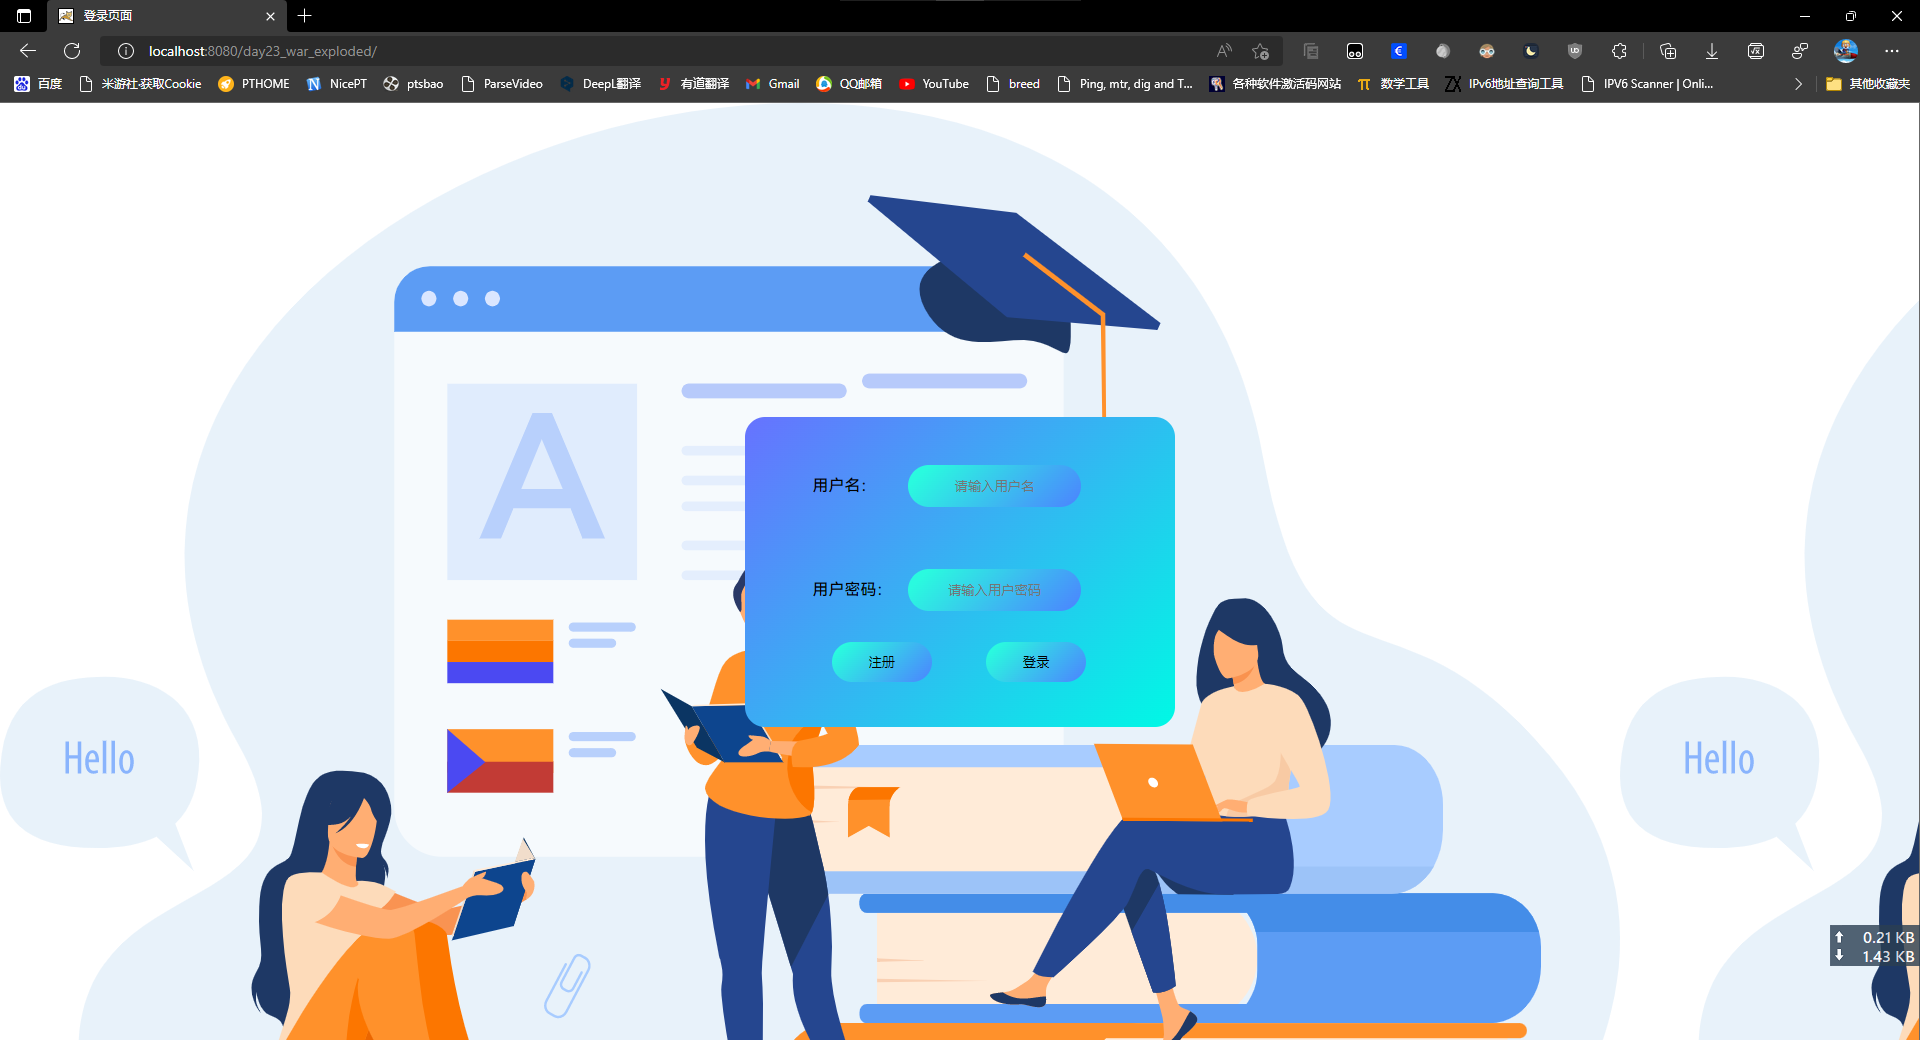 登录页面
localhost:8080/day23_war_exploded/
百度 米游社·获取Cookie PTHOME NicePT ptsbao ParseVideo DeepL翻译 有道翻译 Gmail QQ邮箱 YouTube breed Ping, mtr, dig and T... 各种软件激活码网站 数学工具 IPv6地址查询工具 IPV6 Scanner | Onli... 其他收藏夹
A
用户名：
请输入用户名
用户密码：
请输入用户密码
注册 登录
Hello
Hello
0.21 KB
1.43 KB